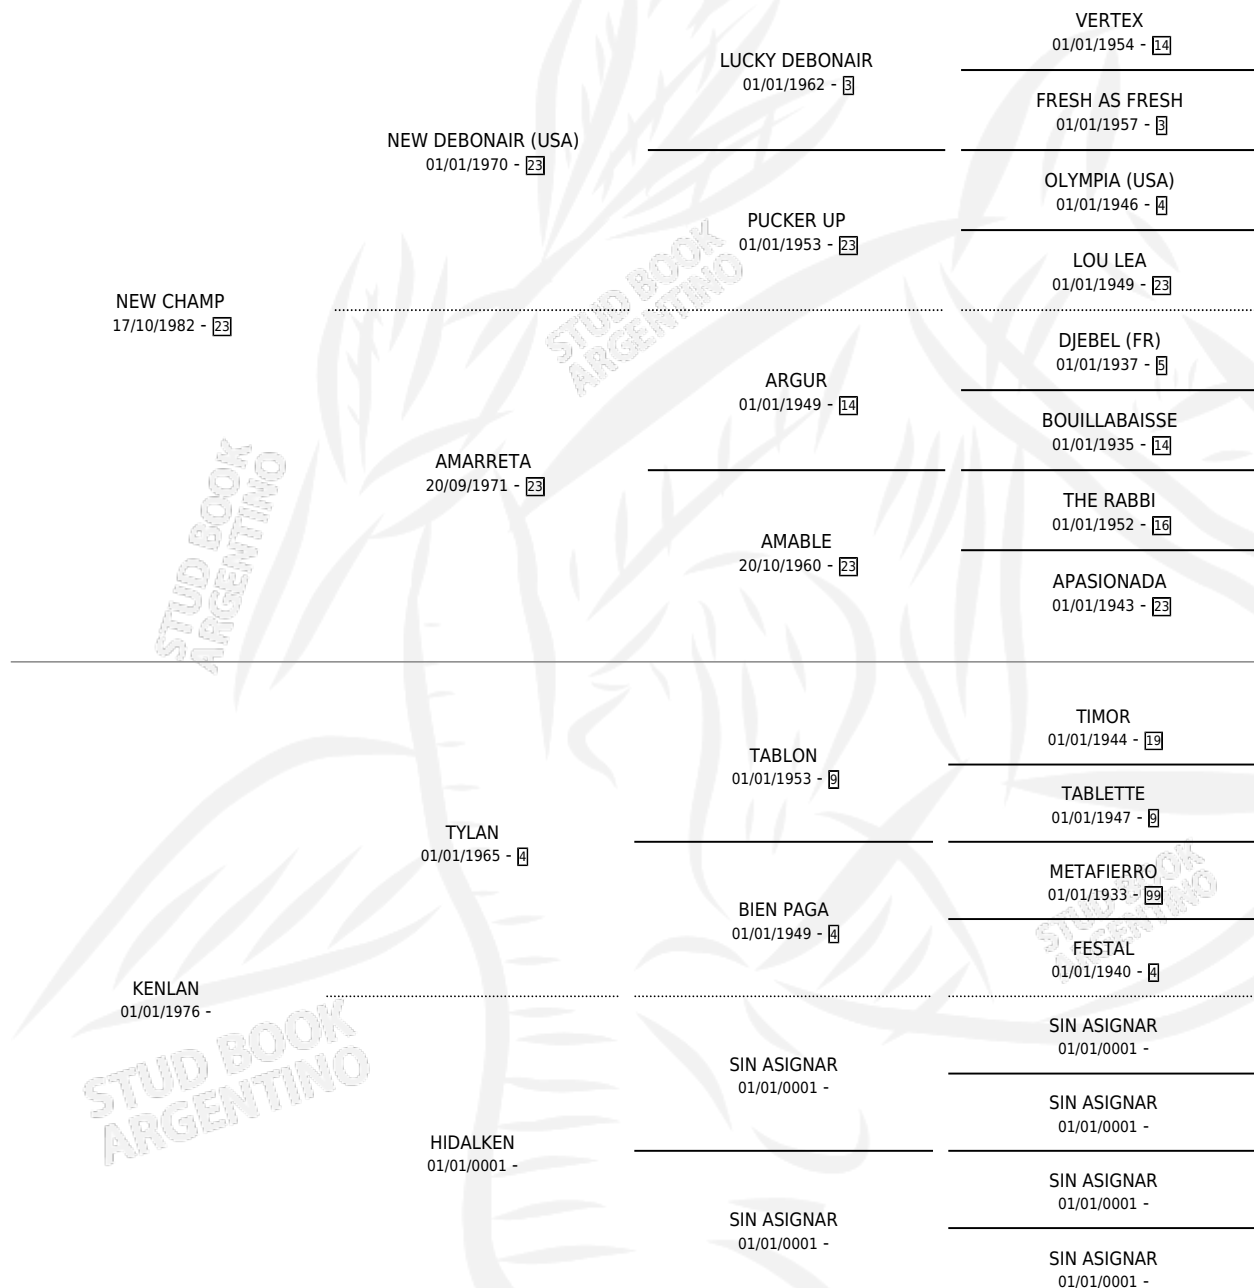 VERTEX
01/01/1954 - 14
LUCKY DEBONAIR
01/01/1962 - 3
FRESH AS FRESH
01/01/1957 - 3
NEW DEBONAIR (USA)
01/01/1970 - 23
OLYMPIA (USA)
01/01/1946 - 4
PUCKER UP
01/01/1953 - 23
LOU LEA
01/01/1949 - 23
NEW CHAMP
17/10/1982 - 23
DJEBEL (FR)
01/01/1937 - 5
ARGUR
01/01/1949 - 14
BOUILLABAISSE
01/01/1935 - 14
AMARRETA
20/09/1971 - 23
THE RABBI
01/01/1952 - 16
AMABLE
20/10/1960 - 23
APASIONADA
01/01/1943 - 23
TIMOR
01/01/1944 - 19
TABLON
01/01/1953 - 9
TABLETTE
01/01/1947 - 9
TYLAN
01/01/1965 - 4
METAFIERRO
01/01/1933 - 99
BIEN PAGA
01/01/1949 - 4
FESTAL
01/01/1940 - 4
KENLAN
01/01/1976 -
SIN ASIGNAR
01/01/0001 -
SIN ASIGNAR
01/01/0001 -
SIN ASIGNAR
01/01/0001 -
HIDALKEN
01/01/0001 -
SIN ASIGNAR
01/01/0001 -
SIN ASIGNAR
01/01/0001 -
SIN ASIGNAR
01/01/0001 -
STUD BOOK
ARGENTINO
STUD BOOK
ARGENTINO
STUD BOOK
ARGENTINO
STUD BOOK
ARGENTINO